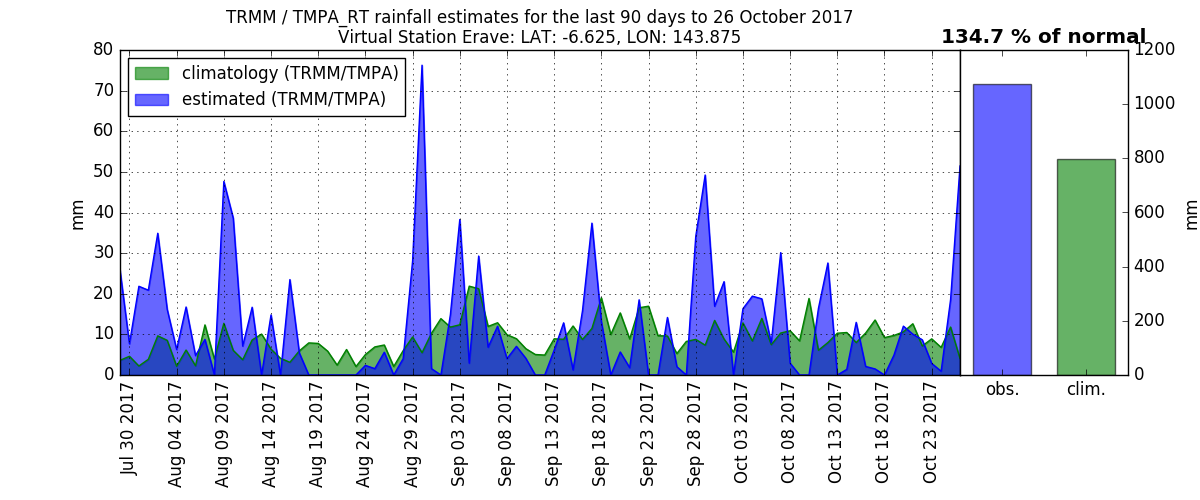 TRMM / TMPA_RT rainfall estimates for the last 90 days to 26 October 2017
Virtual Station Erave: LAT: -6.625, LON: 143.875
134.7 % of normal
climatology (TRMM/TMPA)
estimated (TRMM/TMPA)
80
70
60
50
40
30
20
10
0
mm
Jul 30 2017
Aug 04 2017
Aug 09 2017
Aug 14 2017
Aug 19 2017
Aug 24 2017
Aug 29 2017
Sep 03 2017
Sep 08 2017
Sep 13 2017
Sep 18 2017
Sep 23 2017
Sep 28 2017
Oct 03 2017
Oct 08 2017
Oct 13 2017
Oct 18 2017
Oct 23 2017
1200
1000
800
600
400
200
0
mm
obs.
clim.